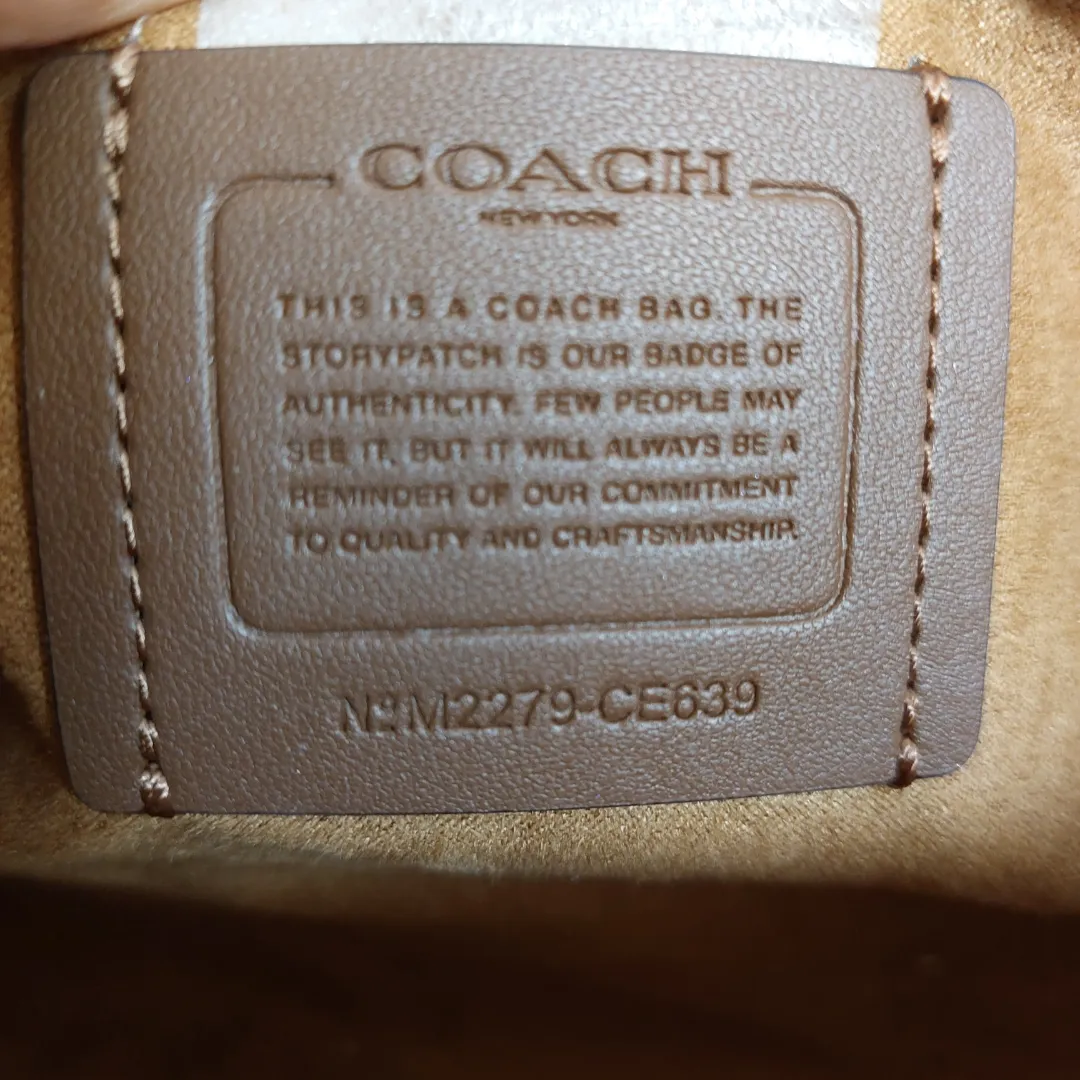 COACH
NEW YORK
THIS IS A COACH BAG. THE
STORYPATCH IS OUR BADGE OF
AUTHENTICITY. FEW PEOPLE MAY
SEE IT, BUT IT WILL ALWAYS BE A
REMINDER OF OUR COMMITMENT
TO QUALITY AND CRAFTSMANSHIP.
Nº M2279-CE639